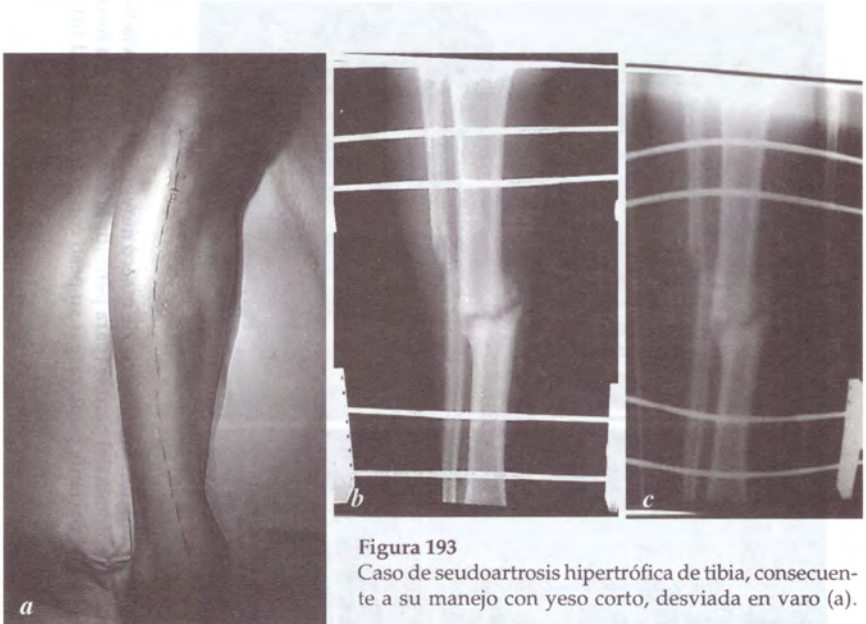 a
b
c
Figura 193
Caso de seudoartrosis hipertrófica de tibia, consecuen-
te a su manejo con yeso corto, desviada en varo (a).